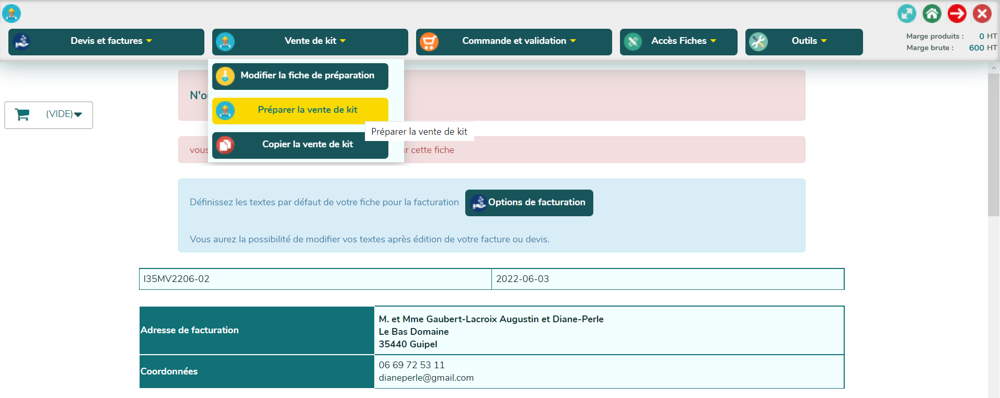 Devis et factures
Vente de kit
Commande et validation
Accès Fiches
Outils
Marge produits : 0 HT
Marge brute : 600 HT
Modifier la fiche de préparation
Préparer la vente de kit
Préparer la vente de kit
Copier la vente de kit
(VIDE)
vous
cette fiche
Définissez les textes par défaut de votre fiche pour la facturation
Options de facturation
Vous aurez la possibilité de modifier vos textes après édition de votre facture ou devis.
I35MV2206-02
2022-06-03
Adresse de facturation
M. et Mme Gaubert-Lacroix Augustin et Diane-Perle
Le Bas Domaine
35440 Guipel
Coordonnées
06 69 72 53 11
dianeperle@gmail.com